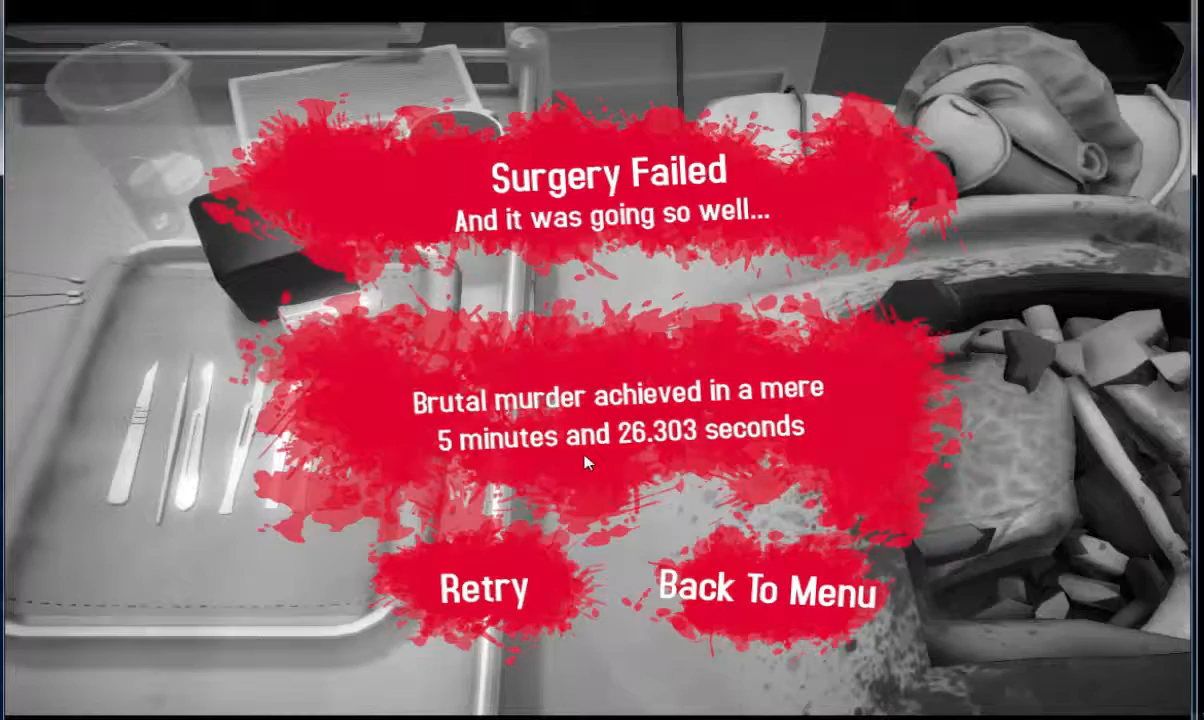 Surgery Failed
And it was going so well...
Brutal murder achieved in a mere
5 minutes and 26.303 seconds
Retry
Back To Menu